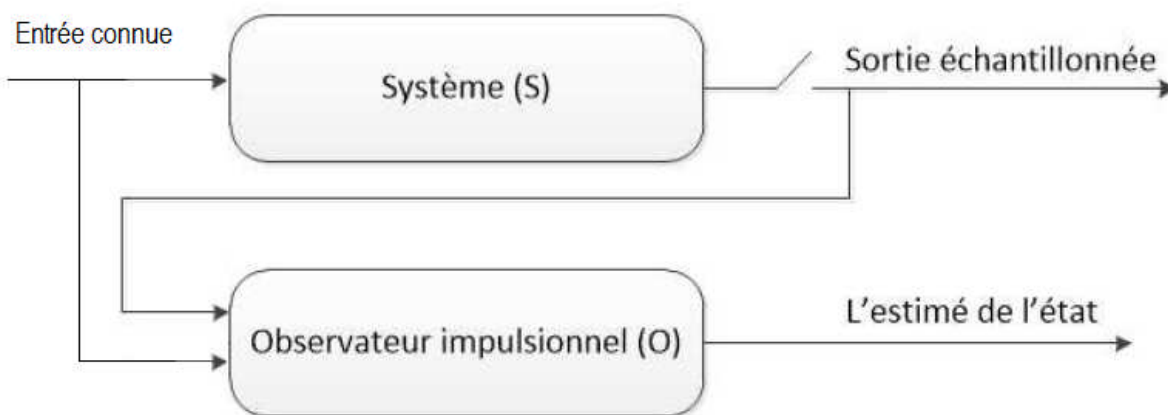 Entrée connue
Système (S)
Sortie échantillonnée
Observateur impulsionnel (O)
L'estimé de l'état